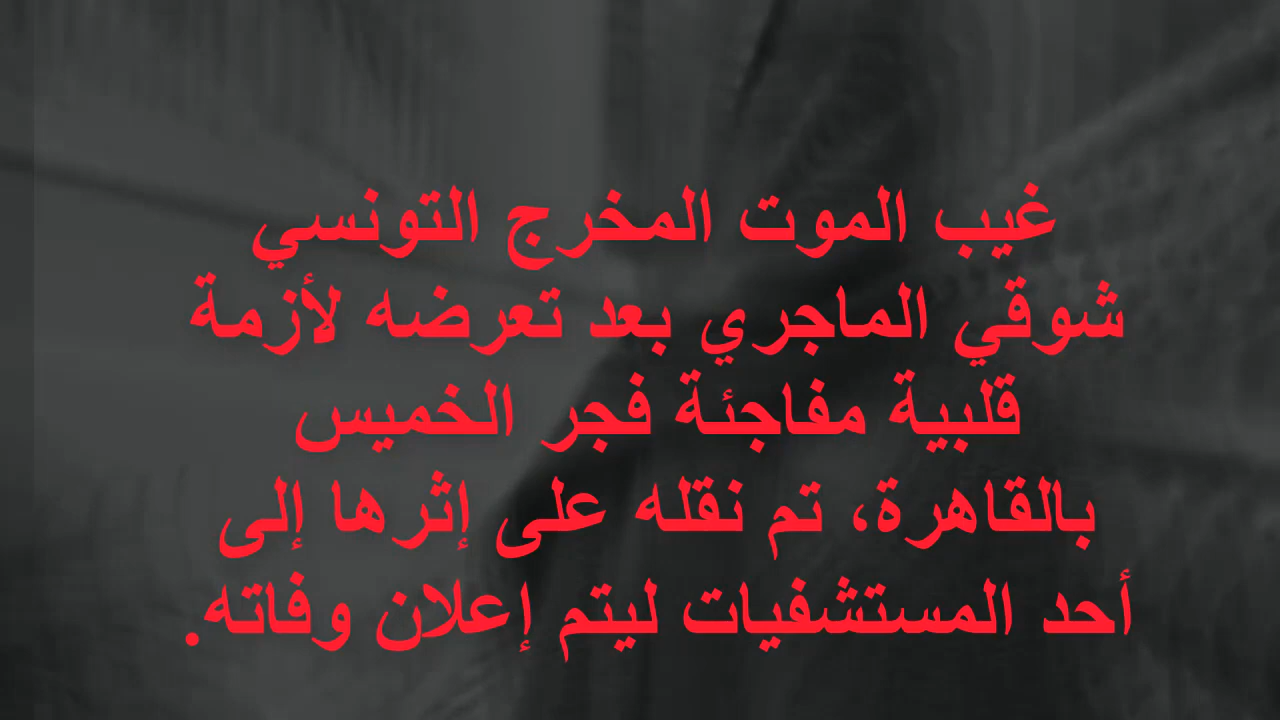 غيب الموت المخرج التونسي
شوقي الماجري بعد تعرضه لأزمة
قلبية مفاجئة فجر الخميس
بالقاهرة، تم نقله على إثرها إلى
أحد المستشفيات ليتم إعلان وفاته.